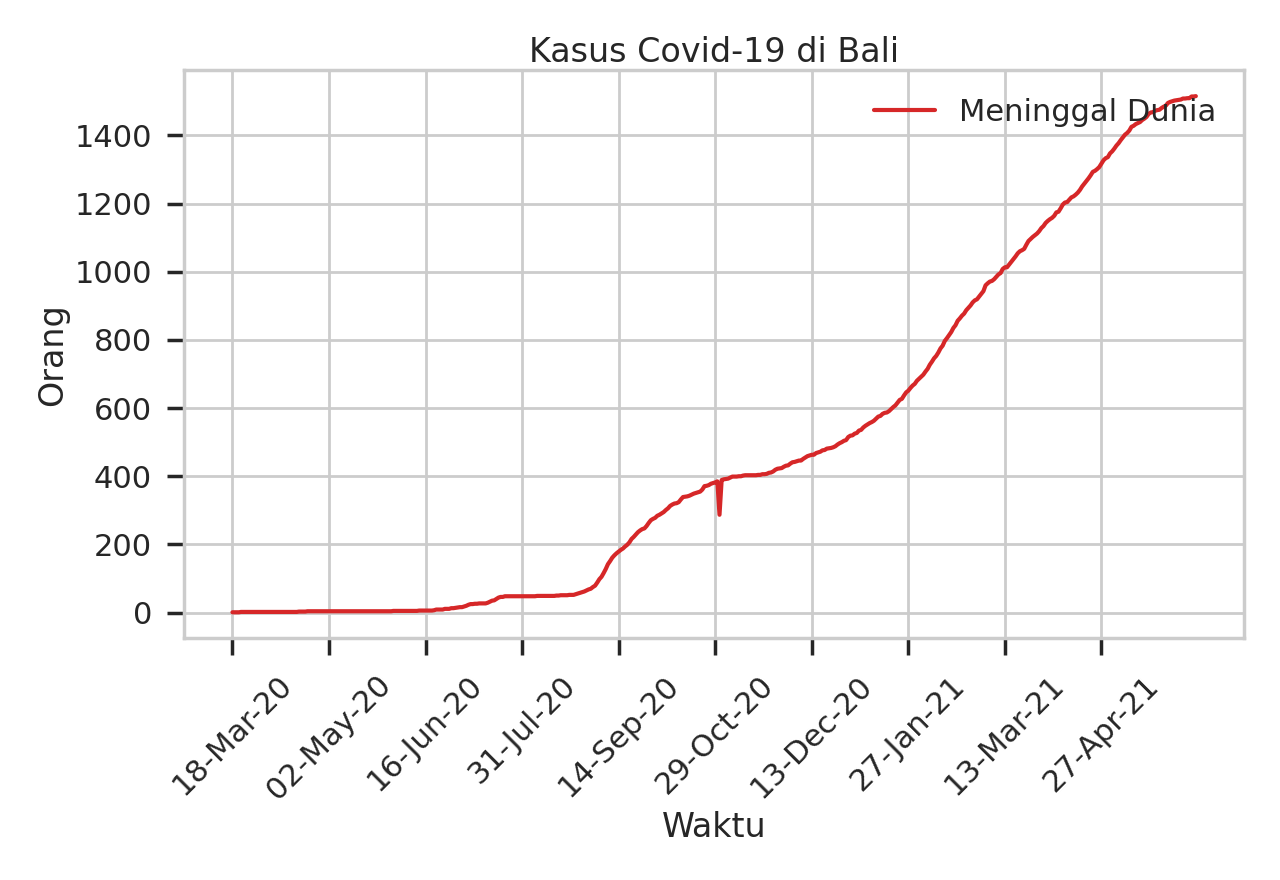 Kasus Covid-19 di Bali
Meninggal Dunia
Orang
1400
1200
1000
800
600
400
200
0
18-Mar-20
02-May-20
16-Jun-20
31-Jul-20
14-Sep-20
29-Oct-20
13-Dec-20
27-Jan-21
13-Mar-21
27-Apr-21
Waktu